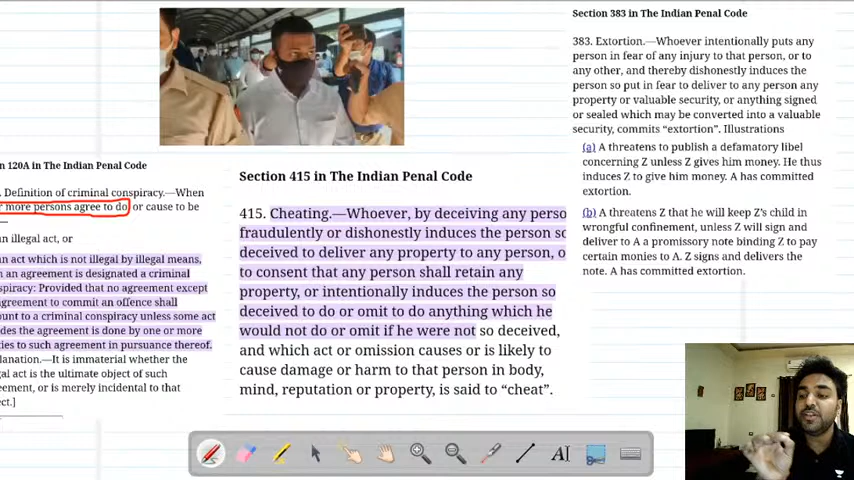 n 120A in The Indian Penal Code
. Definition of criminal conspiracy.—When
r more persons agree to do, or cause to be
n illegal act, or
an act which is not illegal by illegal means,
h an agreement is designated a criminal
spiracy: Provided that no agreement except
agreement to commit an offence shall
ount to a criminal conspiracy unless some act
ides the agreement is done by one or more
ties to such agreement in pursuance thereof.
lanation.—It is immaterial whether the
gal act is the ultimate object of such
eement, or is merely incidental to that
ect.]
Section 415 in The Indian Penal Code
415. Cheating.—Whoever, by deceiving any perso
fraudulently or dishonestly induces the person so
deceived to deliver any property to any person, o
to consent that any person shall retain any
property, or intentionally induces the person so
deceived to do or omit to do anything which he
would not do or omit if he were not so deceived,
and which act or omission causes or is likely to
cause damage or harm to that person in body,
mind, reputation or property, is said to “cheat”.
Section 383 in The Indian Penal Code
383. Extortion.—Whoever intentionally puts any
person in fear of any injury to that person, or to
any other, and thereby dishonestly induces the
person so put in fear to deliver to any person any
property or valuable security, or anything signed
or sealed which may be converted into a valuable
security, commits “extortion”. Illustrations
(a) A threatens to publish a defamatory libel
concerning Z unless Z gives him money. He thus
induces Z to give him money. A has committed
extortion.
(b) A threatens Z that he will keep Z’s child in
wrongful confinement, unless Z will sign and
deliver to A a promissory note binding Z to pay
certain monies to A. Z signs and delivers the
note. A has committed extortion.
AI